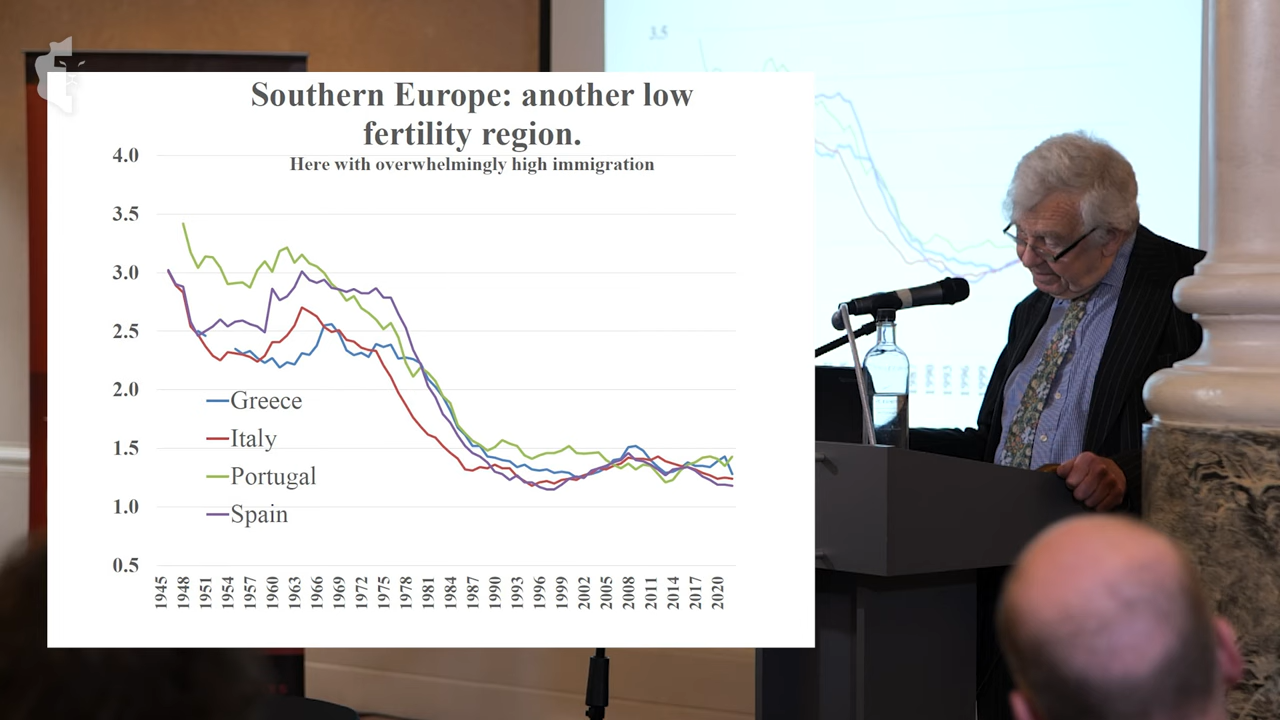 Southern Europe: another low
fertility region.
Here with overwhelmingly high immigration
4.0
3.5
3.0
2.5
2.0
1.5
1.0
0.5
Greece
Italy
Portugal
Spain
1945 1948 1951 1954 1957 1960 1963 1966 1969 1972 1975 1978 1981 1984 1987 1990 1993 1996 1999 2002 2005 2008 2011 2014 2017 2020
3.5